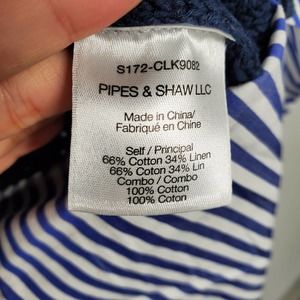 S172-CLK9082
PIPES & SHAW LLC
Made in China/
Fabriqué en Chine
Self / Principal
66% Cotton 34% Linen
66% Cotton 34% Lin
Combo / Combo
100% Cotton
100% Coton